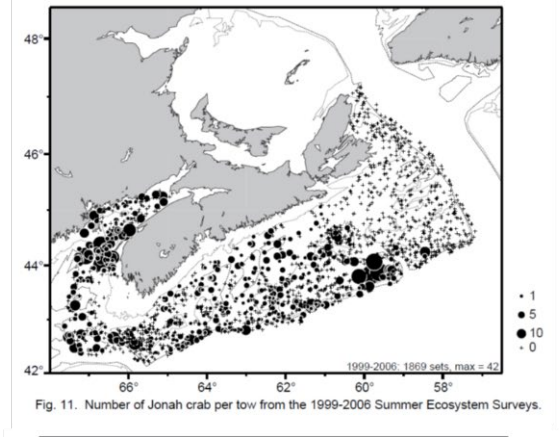 48°
46°
44°
42°
1
5
10
0
1999-2006: 1869 sets, max = 42
66° 64° 62° 60° 58°
Fig. 11. Number of Jonah crab per tow from the 1999-2006 Summer Ecosystem Surveys.